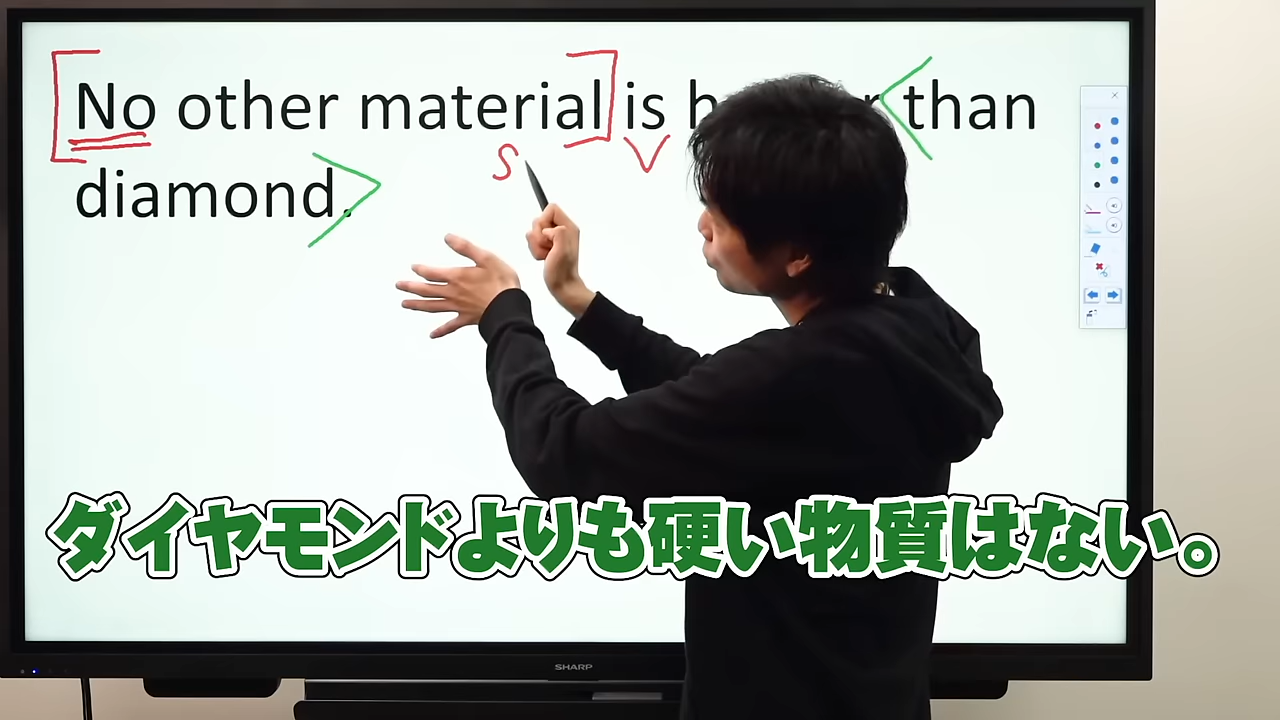 No other material is than
diamond.
S V
ダイヤモンドよりも硬い物質はない。
SHARP